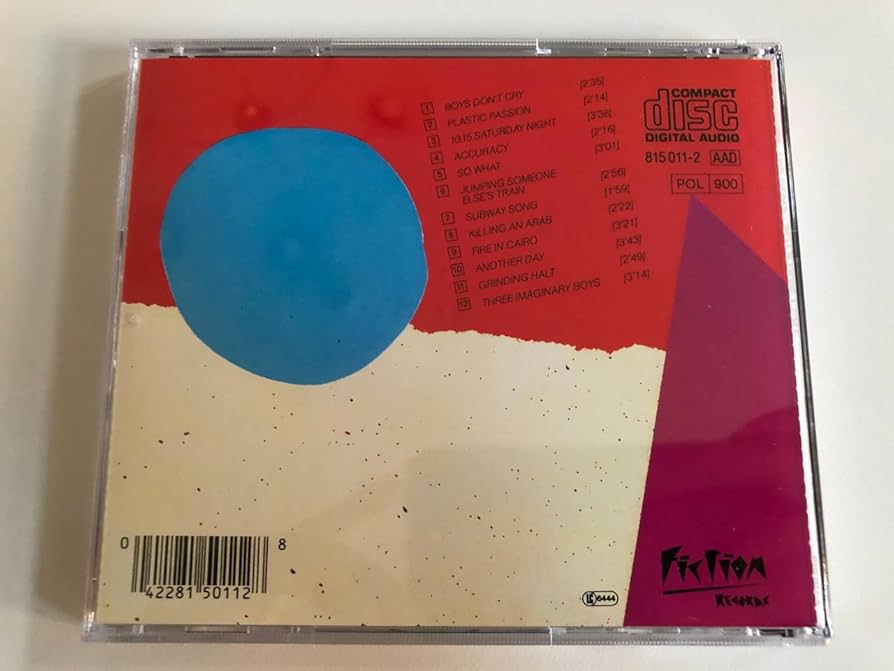 1 BOYS DON'T CRY [2'35]
2 PLASTIC PASSION [2'14]
3 10.15 SATURDAY NIGHT [3'38]
4 ACCURACY [2'16]
5 SO WHAT [3'01]
6 JUMPING SOMEONE
ELSE'S TRAIN [2'56]
7 SUBWAY SONG [1'59]
8 KILLING AN ARAB [2'22]
9 FIRE IN CAIRO [3'21]
10 ANOTHER DAY [3'43]
11 GRINDING HALT [2'49]
12 THREE IMAGINARY BOYS [3'14]
COMPACT
disc
DIGITAL AUDIO
815 011-2 AAD
POL 900
0 42281 50112 8
LC 6444
Fiction
RECORDS